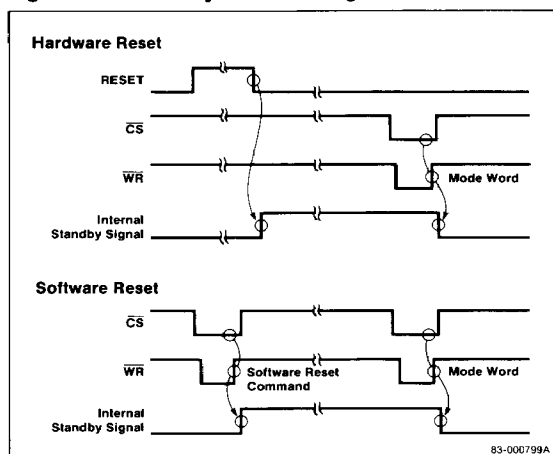 Hardware Reset
RESET
CS
WR
Mode Word
Internal
Standby Signal
Software Reset
CS
WR
Software Reset
Command
Mode Word
Internal
Standby Signal
83-000799A